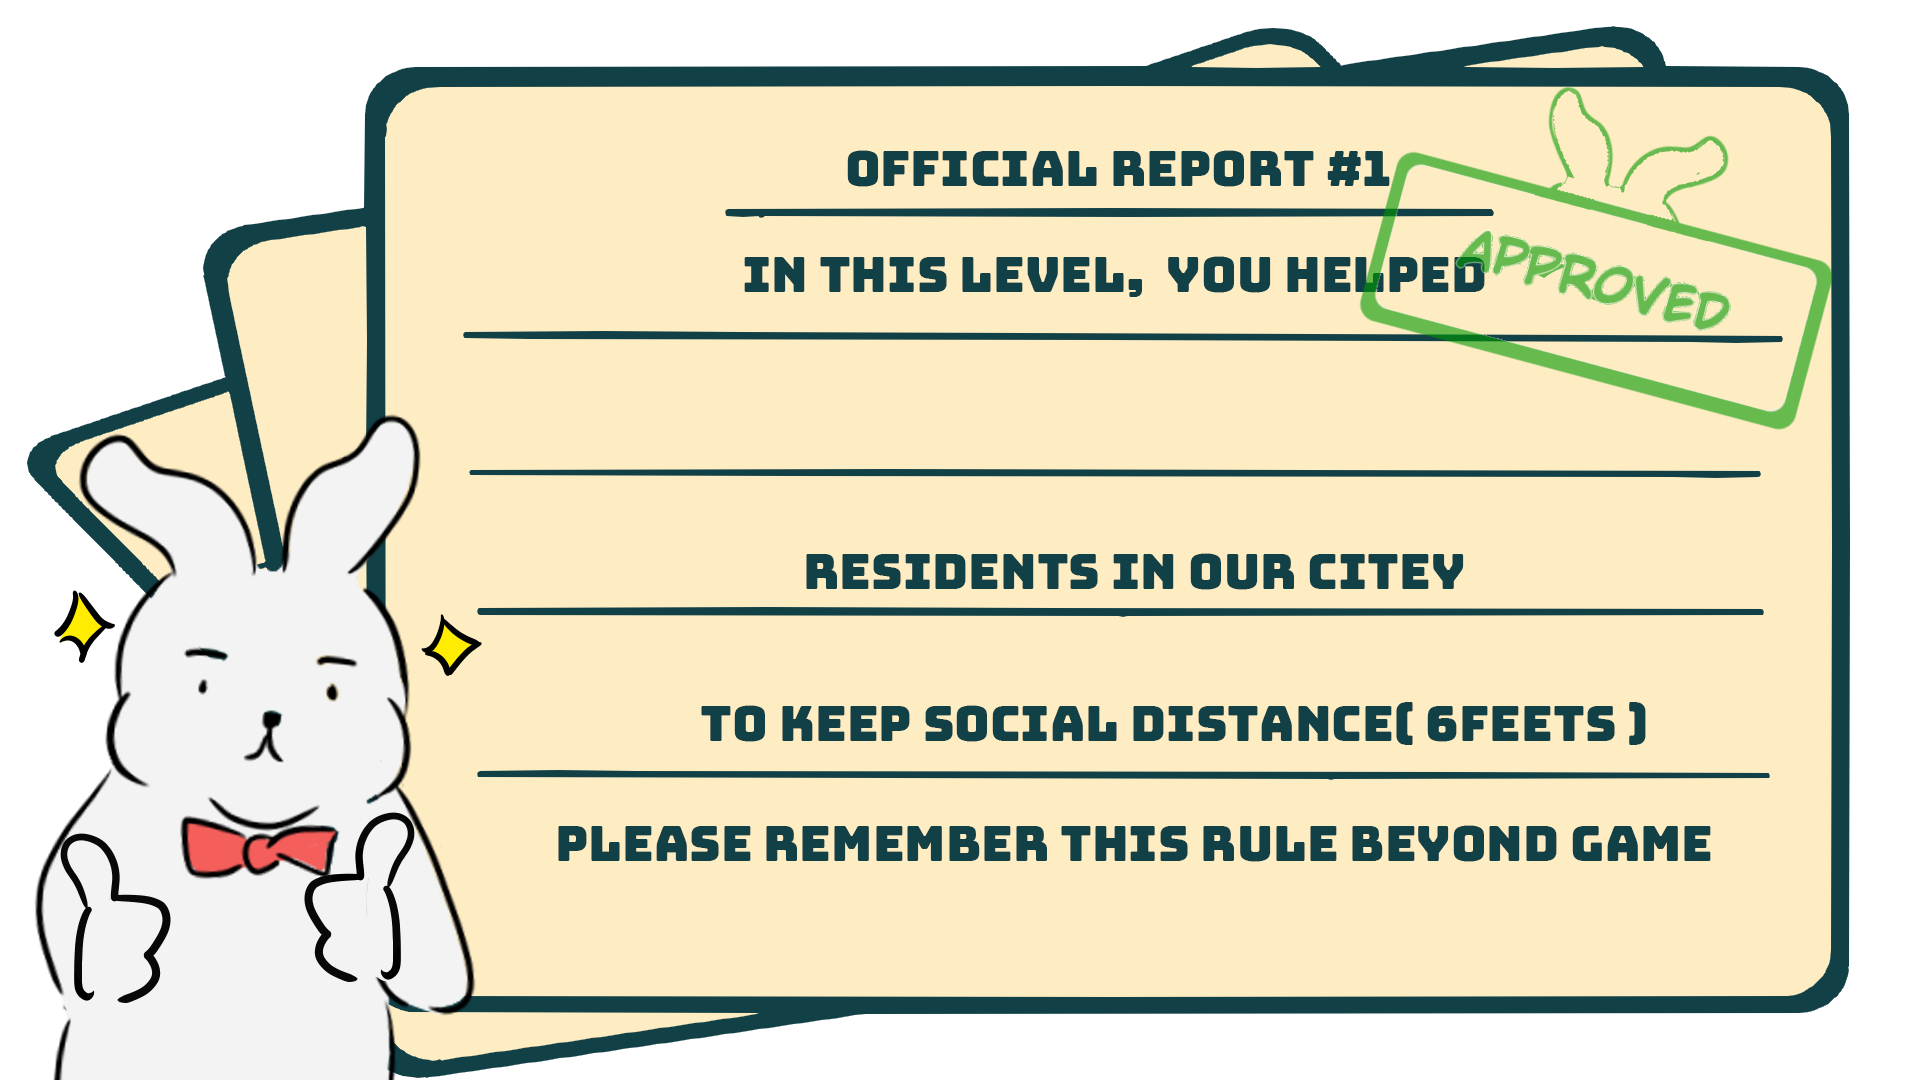 OFFICIAL REPORT #1
IN THIS LEVEL, YOU HELPED
APPROVED
RESIDENTS IN OUR CITEY
TO KEEP SOCIAL DISTANCE( 6FEETS )
PLEASE REMEMBER THIS RULE BEYOND GAME